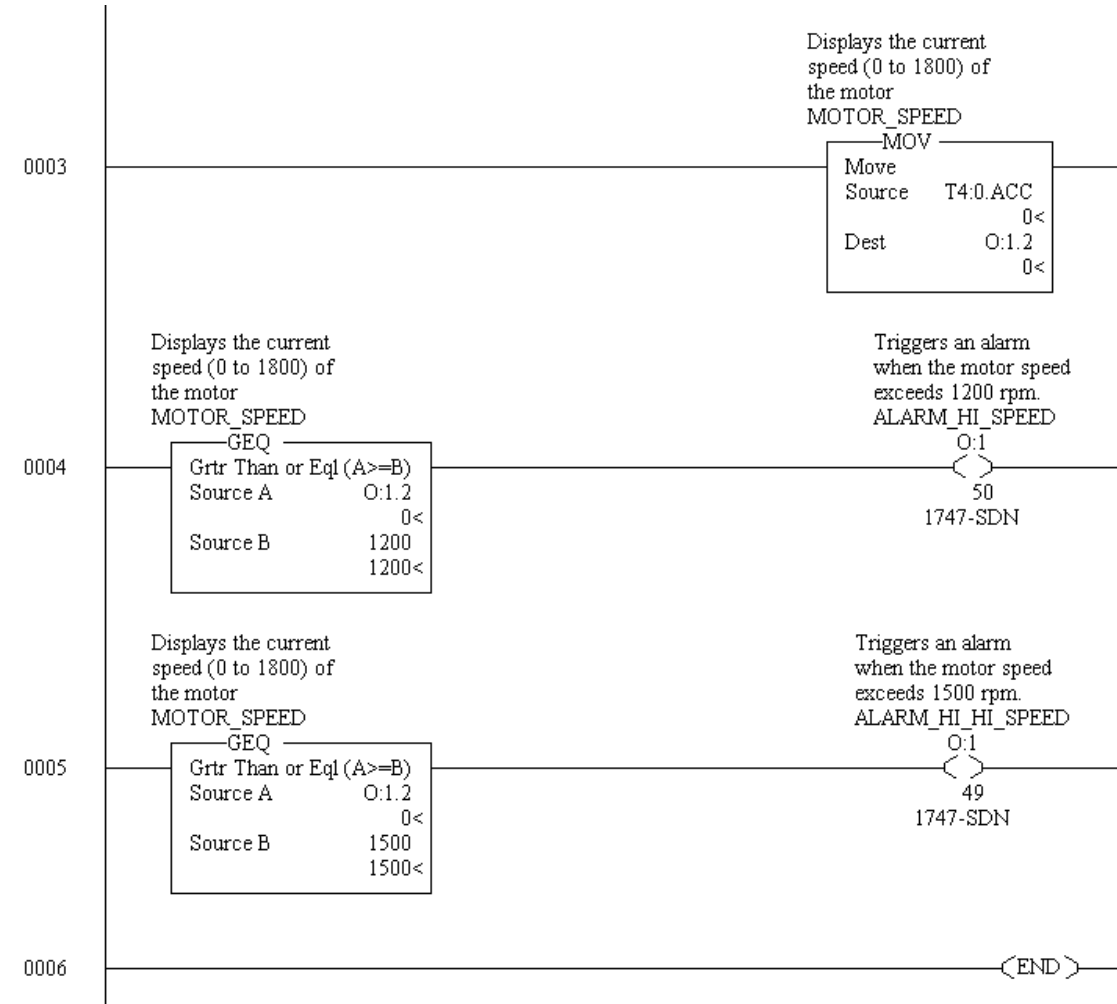 Displays the current
speed (0 to 1800) of
the motor
MOTOR_SPEED
MOV
0003
Move
Source T4:0.ACC
0<
Dest O:1.2
0<
Displays the current
speed (0 to 1800) of
the motor
MOTOR_SPEED
GEQ
0004
Grtr Than or Eql (A>=B)
Source A O:1.2
0<
Source B 1200
1200<
Triggers an alarm
when the motor speed
exceeds 1200 rpm.
ALARM_HI_SPEED
O:1
50
1747-SDN
Displays the current
speed (0 to 1800) of
the motor
MOTOR_SPEED
GEQ
0005
Grtr Than or Eql (A>=B)
Source A O:1.2
0<
Source B 1500
1500<
Triggers an alarm
when the motor speed
exceeds 1500 rpm.
ALARM_HI_HI_SPEED
O:1
49
1747-SDN
0006
END